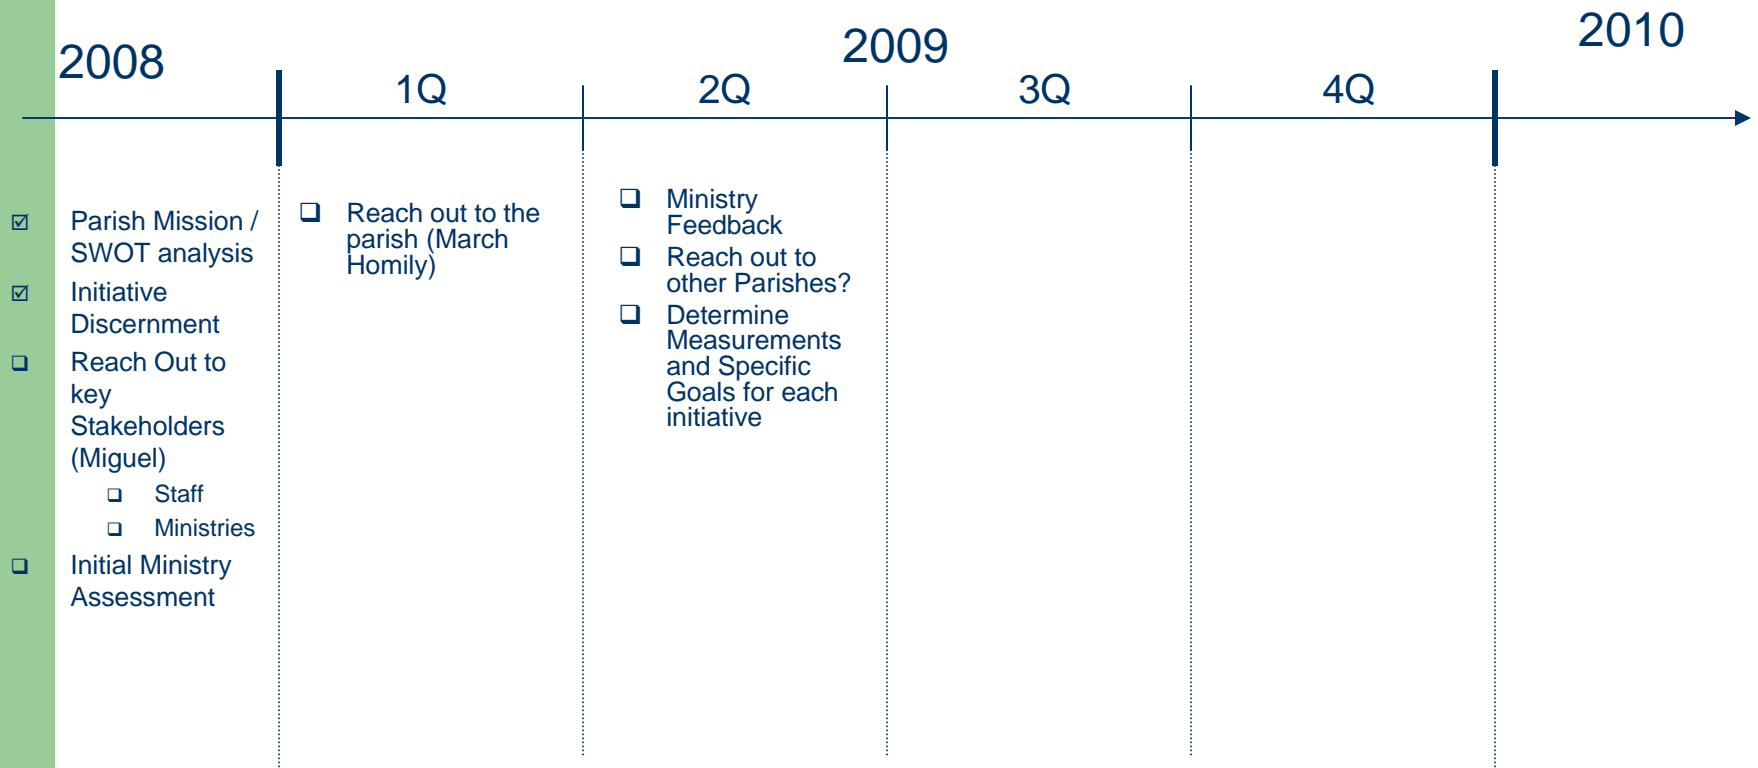 2008
2009
2010
1Q
2Q
3Q
4Q
☑ Parish Mission /
SWOT analysis
☑ Initiative
Discernment
❑ Reach Out to
key
Stakeholders
(Miguel)
❑ Staff
❑ Ministries
❑ Initial Ministry
Assessment
❑ Reach out to the
parish (March
Homily)
❑ Ministry
Feedback
❑ Reach out to
other Parishes?
❑ Determine
Measurements
and Specific
Goals for each
initiative